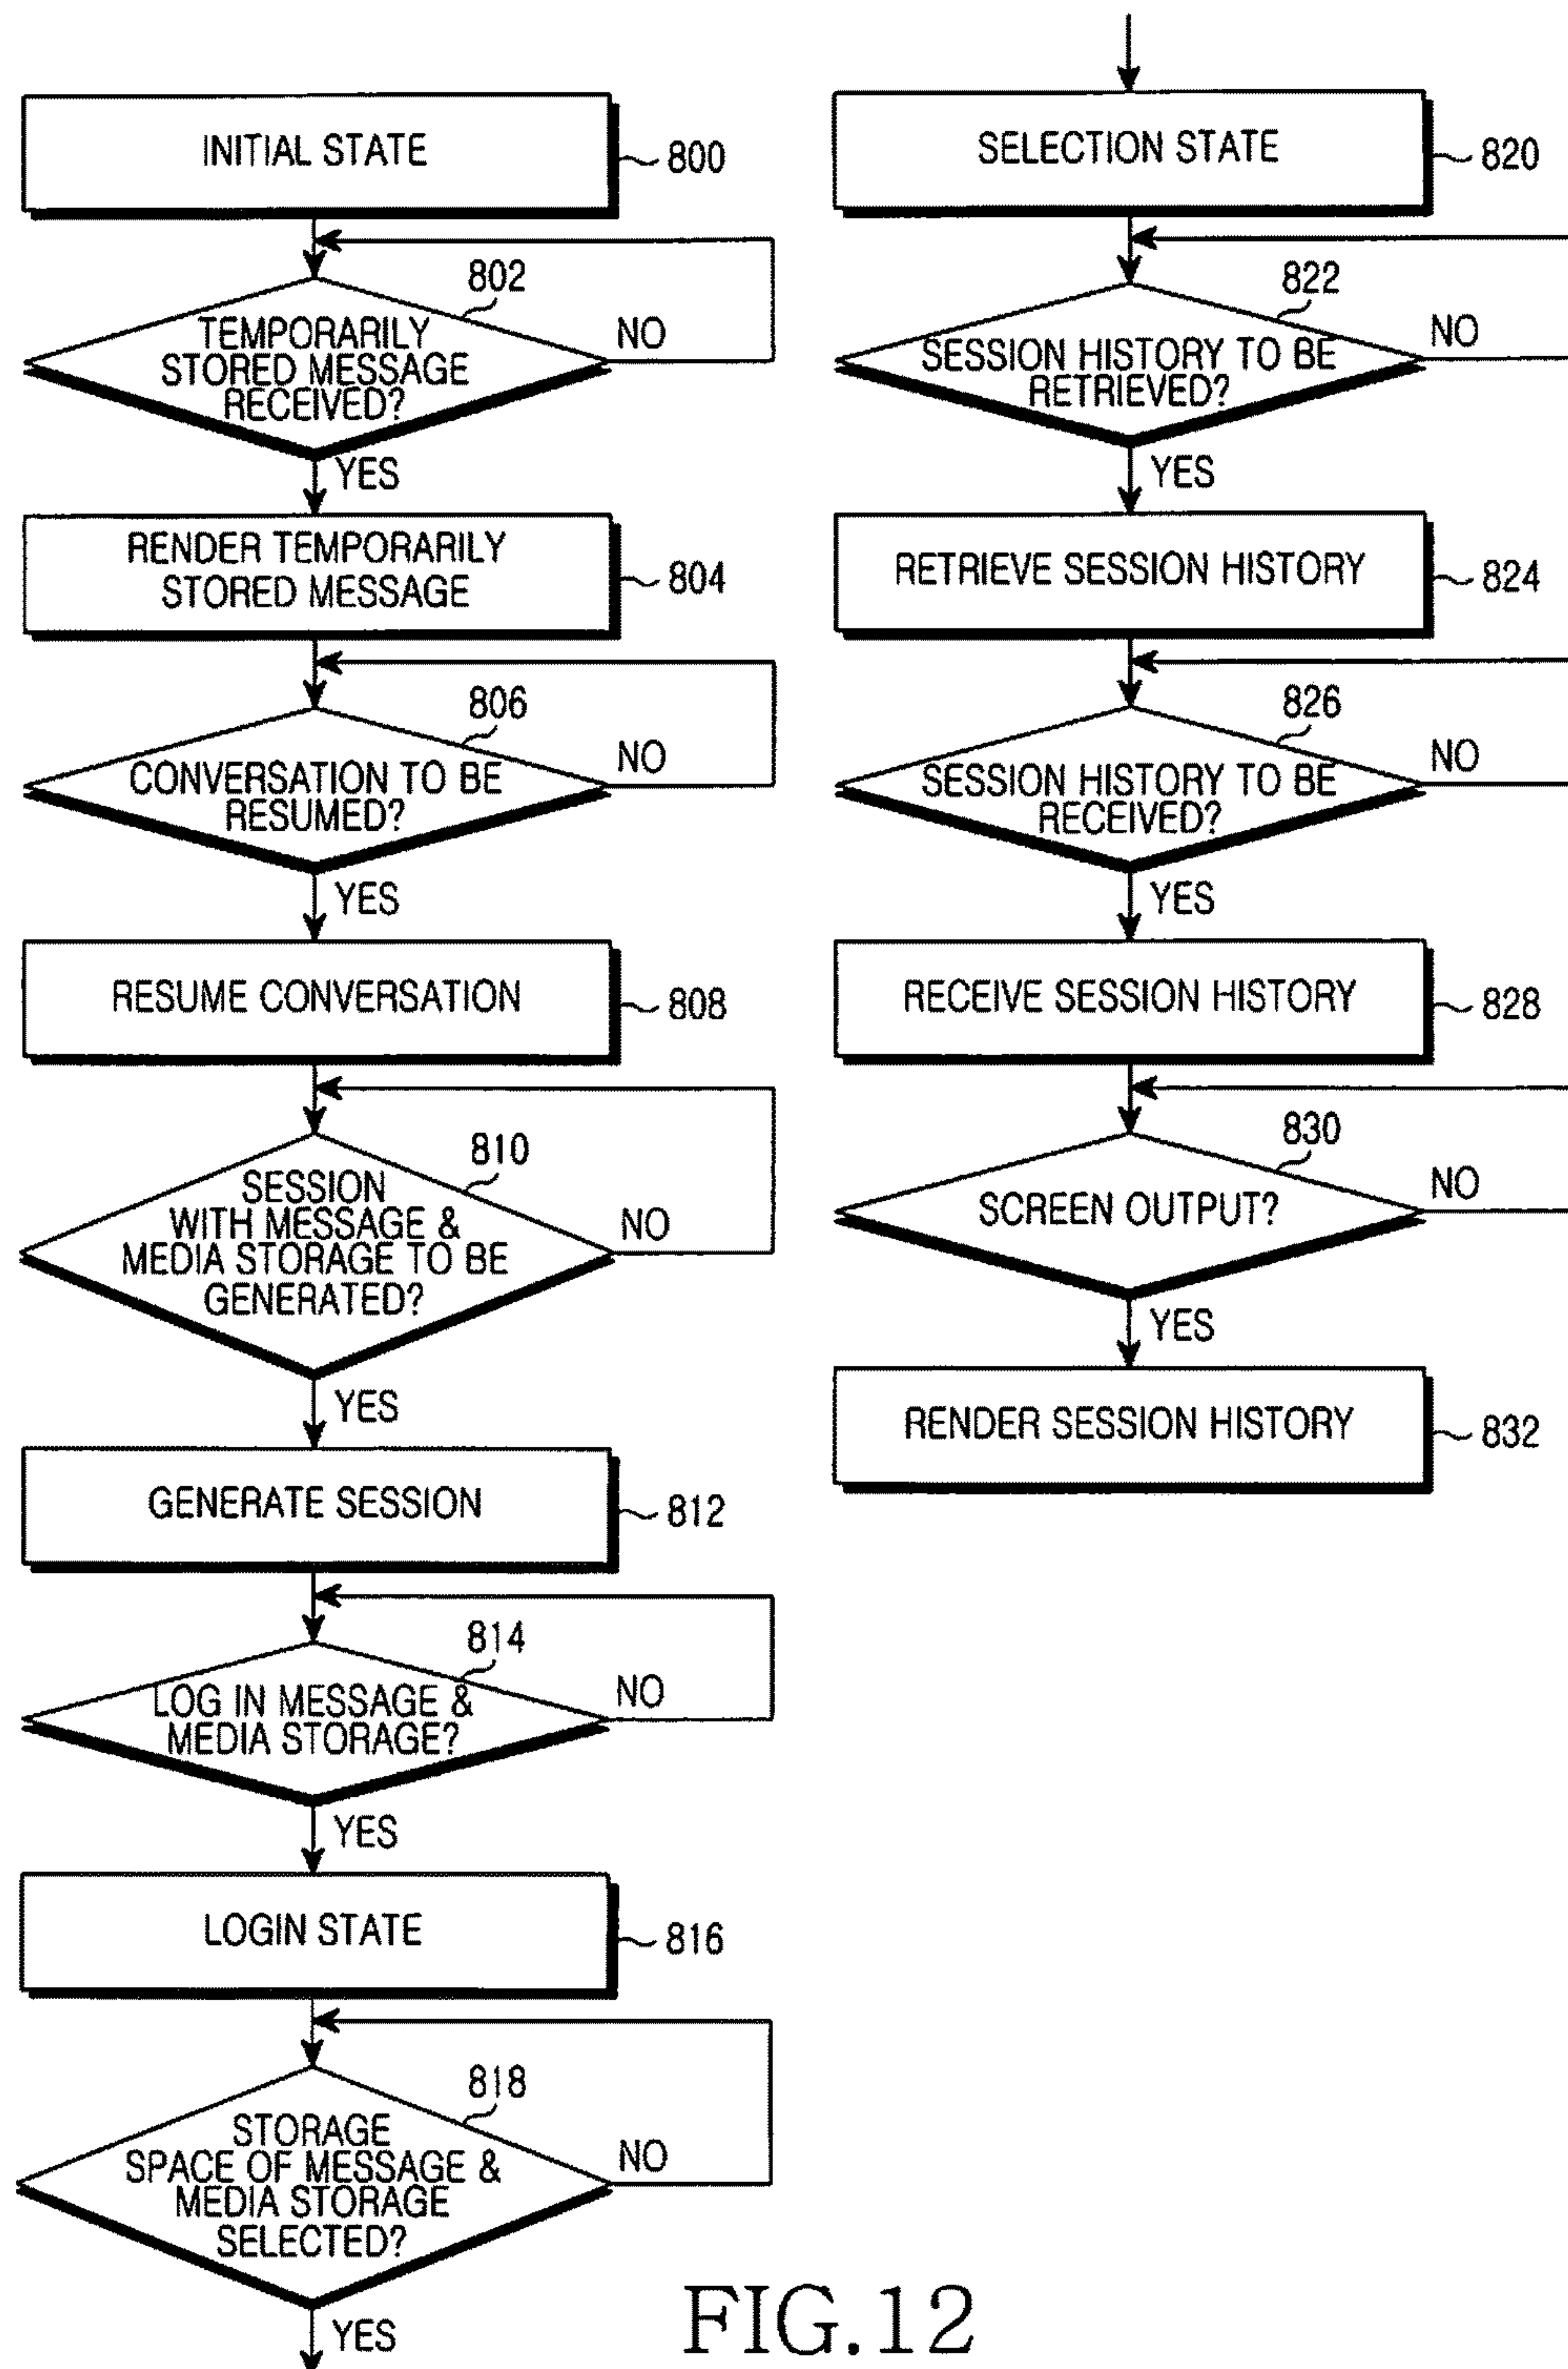 INITIAL STATE
800
802
TEMPORARILY
STORED MESSAGE
RECEIVED?
NO
YES
RENDER TEMPORARILY
STORED MESSAGE
804
806
CONVERSATION TO BE
RESUMED?
NO
YES
RESUME CONVERSATION
808
810
SESSION
WITH MESSAGE &
MEDIA STORAGE TO BE
GENERATED?
NO
YES
GENERATE SESSION
812
814
LOG IN MESSAGE &
MEDIA STORAGE?
NO
YES
LOGIN STATE
816
818
STORAGE
SPACE OF MESSAGE &
MEDIA STORAGE
SELECTED?
NO
YES
SELECTION STATE
820
822
SESSION HISTORY TO BE
RETRIEVED?
NO
YES
RETRIEVE SESSION HISTORY
824
826
SESSION HISTORY TO BE
RECEIVED?
NO
YES
RECEIVE SESSION HISTORY
828
830
SCREEN OUTPUT?
NO
YES
RENDER SESSION HISTORY
832
FIG.12